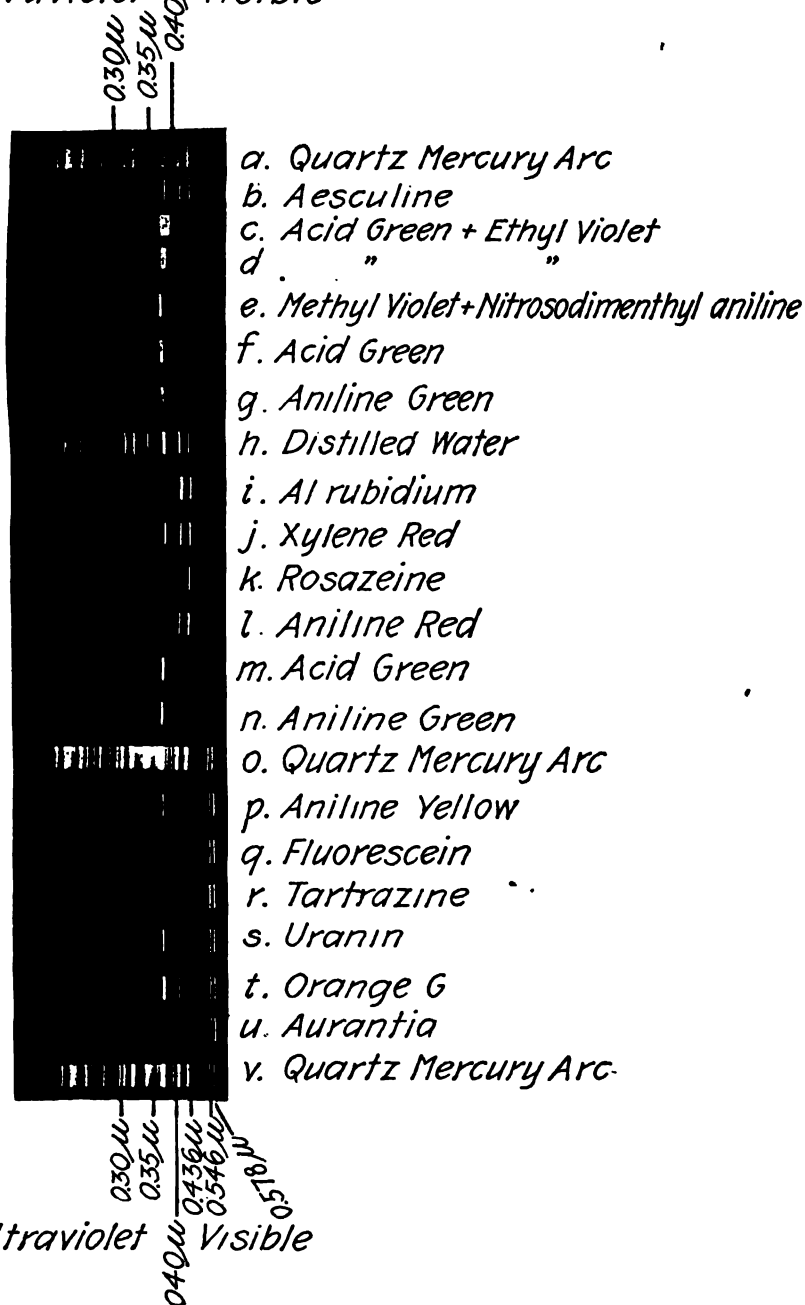 Visible
0.30µ 0.35µ 0.40
a. Quartz Mercury Arc
b. Aesculine
c. Acid Green + Ethyl Violet
d. " "
e. Methyl Violet+Nitrosodimenthyl aniline
f. Acid Green
g. Aniline Green
h. Distilled Water
i. Al rubidium
j. Xylene Red
k. Rosazeine
l. Aniline Red
m. Acid Green
n. Aniline Green
o. Quartz Mercury Arc
p. Aniline Yellow
q. Fluorescein
r. Tartrazine
s. Uranin
t. Orange G
u. Aurantia
v. Quartz Mercury Arc
0.30µ 0.35µ 0.40µ 0.436µ 0.546µ 0.578µ
traviolet Visible